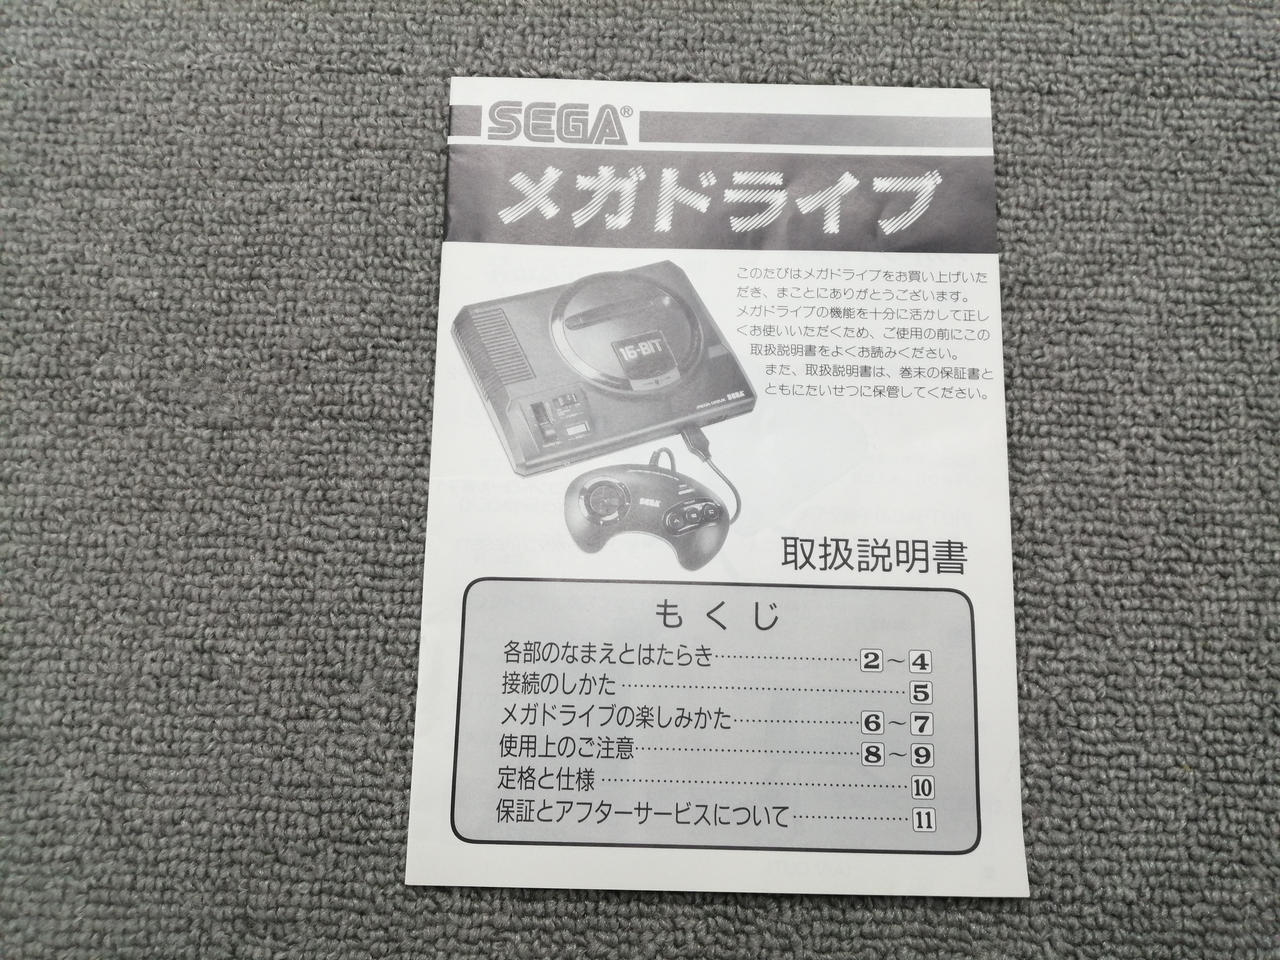 SEGA®
メガドライブ
このたびはメガドライブをお買い上げいた
だき、まことにありがとうございます。
メガドライブの機能を十分に活かして正し
くお使いいただくため、ご使用の前にこの
取扱説明書をよくお読みください。
また、取扱説明書は、巻末の保証書と
ともにたいせつに保管してください。
16-BIT
MEGA DRIVE SEGA
SEGA
取扱説明書
もくじ
各部のなまえとはたらき……………………2～4
接続のしかた……………………………………5
メガドライブの楽しみかた…………………6～7
使用上のご注意………………………………8～9
定格と仕様………………………………………10
保証とアフターサービスについて………………11